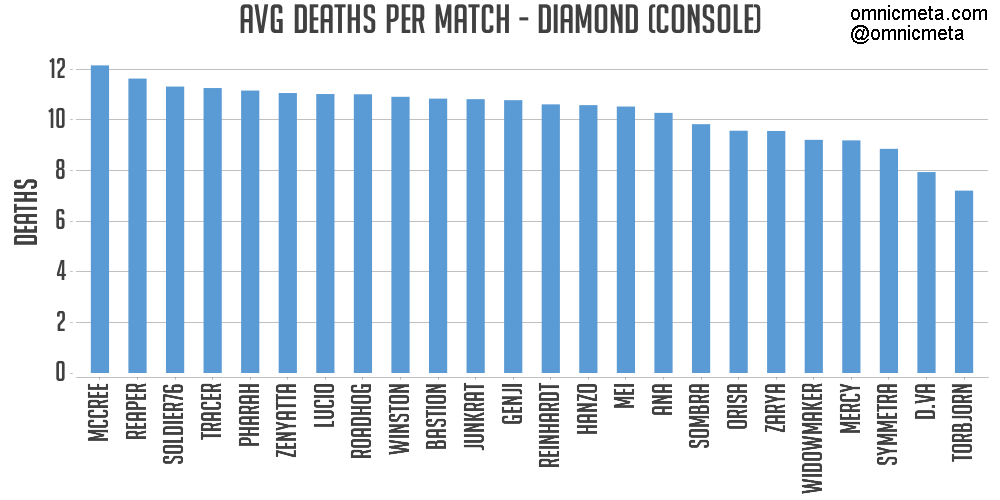 AVG DEATHS PER MATCH - DIAMOND (CONSOLE)
omnicmeta.com
@omnicmeta
DEATHS
12
10
8
6
4
2
0
MCCREE
REAPER
SOLDIER76
TRACER
PHARAH
ZENYATTA
LUCIO
ROADHOG
WINSTON
BASTION
JUNKRAT
GENJI
REINHARDT
HANZO
MEI
ANA
SOMBRA
ORISA
ZARYA
WIDOWMAKER
MERCY
SYMMETRA
D.VA
TORBJORN